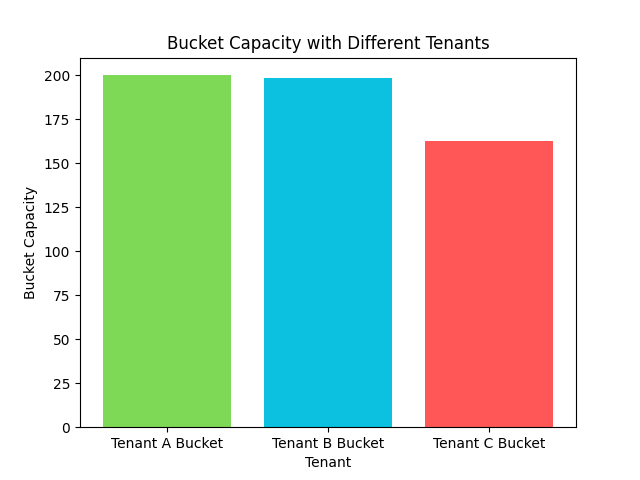 Bucket Capacity with Different Tenants
Bucket Capacity
200
175
150
125
100
75
50
25
0
Tenant A Bucket
Tenant B Bucket
Tenant C Bucket
Tenant